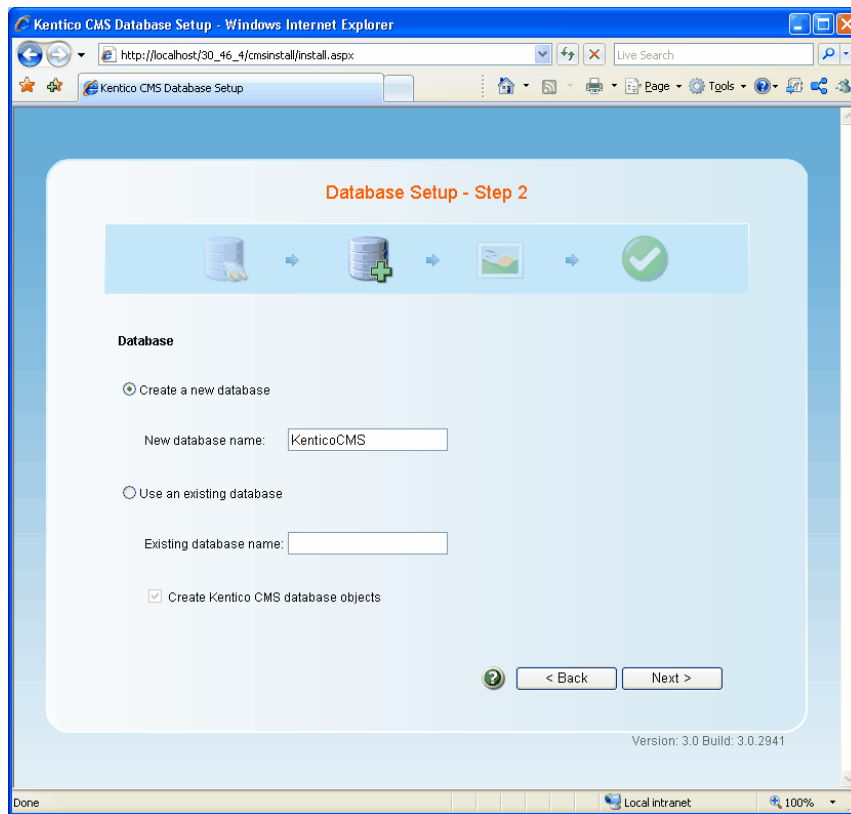 Kentico CMS Database Setup - Windows Internet Explorer
http://localhost/30_46_4/cmsinstall/install.aspx
Live Search
Kentico CMS Database Setup
Page
Tools
Database Setup - Step 2
Database
Create a new database
New database name: KenticoCMS
Use an existing database
Existing database name:
Create Kentico CMS database objects
< Back
Next >
Version: 3.0 Build: 3.0.2941
Done
Local intranet
100%